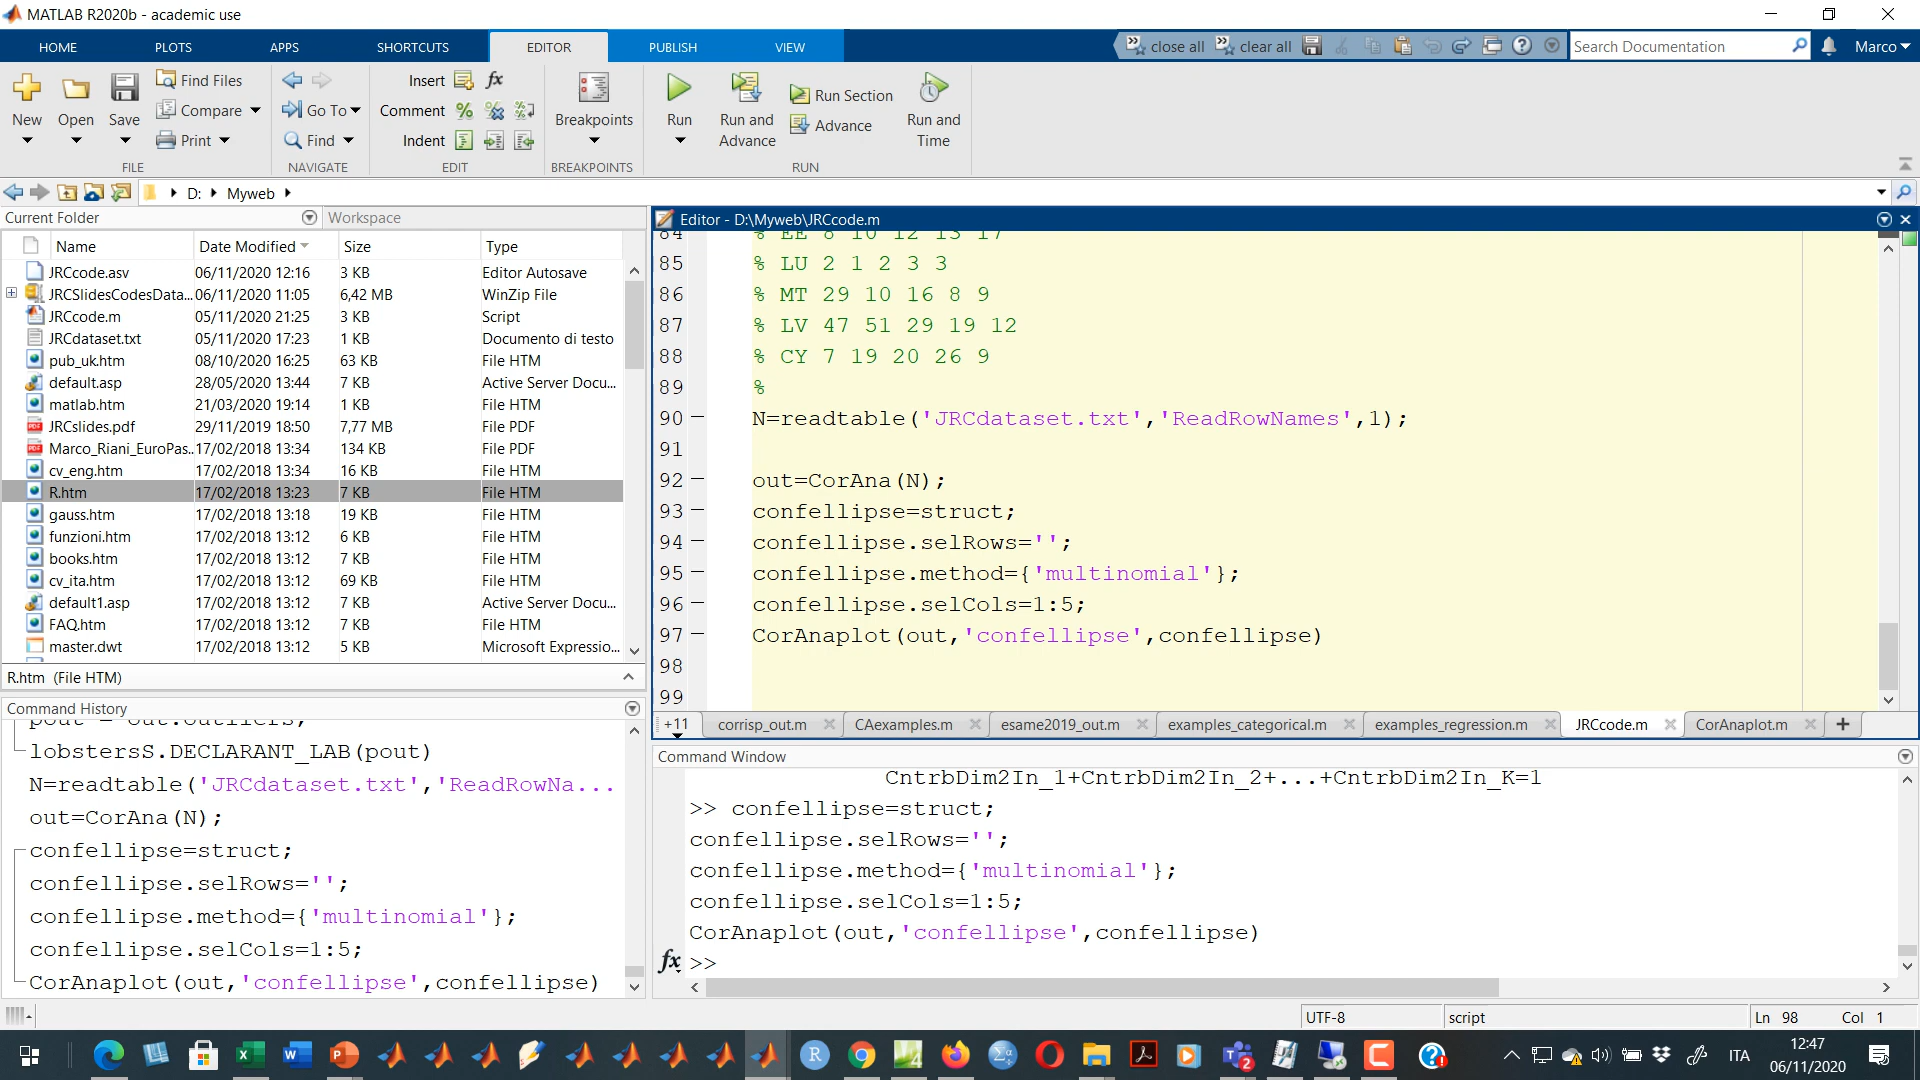 MATLAB R2020b - academic use
HOME PLOTS APPS SHORTCUTS EDITOR PUBLISH VIEW close all clear all Search Documentation Marco
New Open Save Find Files Compare Print FILE
Go To Find NAVIGATE
Insert Comment Indent EDIT
Breakpoints BREAKPOINTS
Run Run and Advance Run Section Advance Run and Time RUN
D: Myweb
Current Folder Workspace
Name Date Modified Size Type
JRCcode.asv 06/11/2020 12:16 3 KB Editor Autosave
JRCSlidesCodesData... 06/11/2020 11:05 6,42 MB WinZip File
JRCcode.m 05/11/2020 21:25 3 KB Script
JRCdataset.txt 05/11/2020 17:23 1 KB Documento di testo
pub_uk.htm 08/10/2020 16:25 63 KB File HTM
default.asp 28/05/2020 13:44 7 KB Active Server Docu...
matlab.htm 21/03/2020 19:14 1 KB File HTM
JRCslides.pdf 29/11/2019 18:50 7,77 MB File PDF
Marco_Riani_EuroPas... 17/02/2018 13:34 134 KB File PDF
cv_eng.htm 17/02/2018 13:34 16 KB File HTM
R.htm 17/02/2018 13:23 7 KB File HTM
gauss.htm 17/02/2018 13:18 19 KB File HTM
funzioni.htm 17/02/2018 13:12 6 KB File HTM
books.htm 17/02/2018 13:12 7 KB File HTM
cv_ita.htm 17/02/2018 13:12 69 KB File HTM
default1.asp 17/02/2018 13:12 7 KB Active Server Docu...
FAQ.htm 17/02/2018 13:12 7 KB File HTM
master.dwt 17/02/2018 13:12 5 KB Microsoft Expressio...
R.htm (File HTM)
Command History
pout = out.outliers;
lobstersS.DECLARANT_LAB(pout)
N=readtable('JRCdataset.txt','ReadRowNa...
out=CorAna(N);
confellipse=struct;
confellipse.selRows='';
confellipse.method={'multinomial'};
confellipse.selCols=1:5;
CorAnaplot(out,'confellipse',confellipse)
Editor - D:\Myweb\JRCcode.m
84 % EE 8 10 12 13 17
85 % LU 2 1 2 3 3
86 % MT 29 10 16 8 9
87 % LV 47 51 29 19 12
88 % CY 7 19 20 26 9
89 %
90 N=readtable('JRCdataset.txt','ReadRowNames',1);
91
92 out=CorAna(N);
93 confellipse=struct;
94 confellipse.selRows='';
95 confellipse.method={'multinomial'};
96 confellipse.selCols=1:5;
97 CorAnaplot(out,'confellipse',confellipse)
98
99
+11 corrisp_out.m CAexamples.m esame2019_out.m examples_categorical.m examples_regression.m JRCcode.m CorAnaplot.m
Command Window
CntrbDim2In_1+CntrbDim2In_2+...+CntrbDim2In_K=1
>> confellipse=struct;
confellipse.selRows='';
confellipse.method={'multinomial'};
confellipse.selCols=1:5;
CorAnaplot(out,'confellipse',confellipse)
fx >>
UTF-8 script Ln 98 Col 1
ITA 12:47
06/11/2020